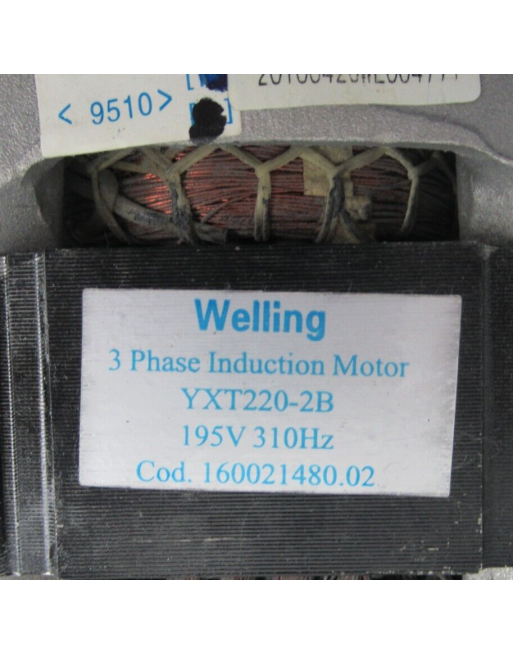 < 9510 >
Welling
3 Phase Induction Motor
YXT220-2B
195V 310Hz
Cod. 160021480.02